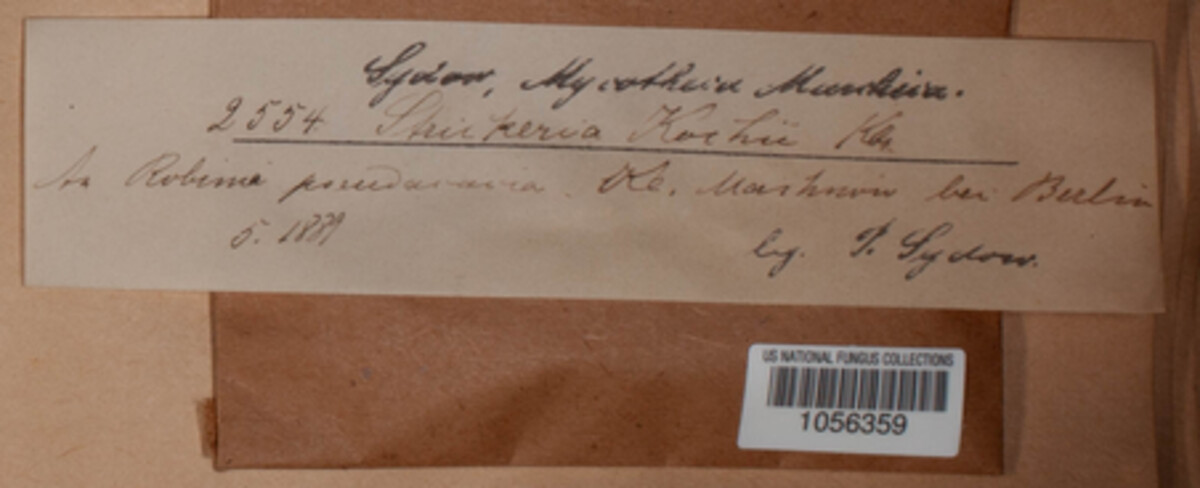 Sydow, Mycotheca Marchica.
2554 Strickeria Kochii Kbr.
An Robinia pseudacacia. Kl. Machnow bei Berlin
5. 1889
leg. P. Sydow.
US NATIONAL FUNGUS COLLECTIONS
1056359